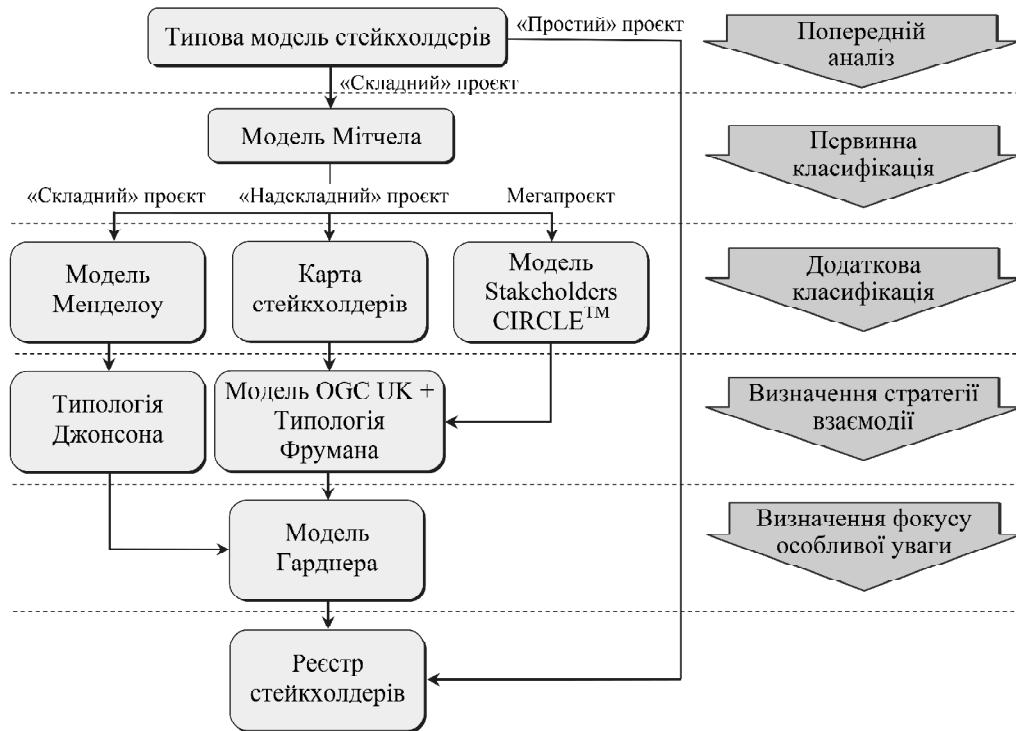 «Простий» проєкт
Типова модель стейкхолдерів
Попередній
аналіз
«Складний» проєкт
Модель Мітчела
Первинна
класифікація
«Складний» проєкт
«Надскладний» проєкт
Мегапроєкт
Модель
Менделоу
Карта
стейкхолдерів
Модель
Stakeholders
CIRCLE™
Додаткова
класифікація
Типологія
Джонсона
Модель OGC UK +
Типологія
Фрумана
Визначення стратегії
взаємодії
Модель
Гарднера
Визначення фокусу
особливої уваги
Реєстр
стейкхолдерів